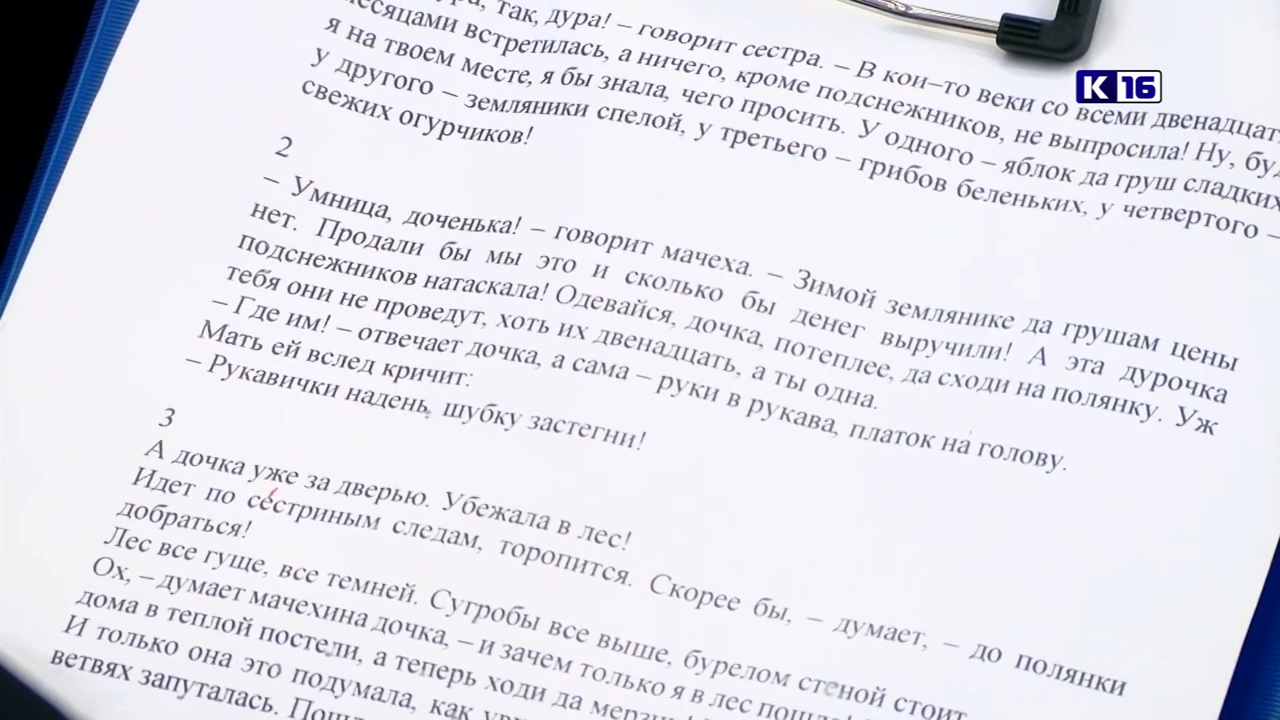 так, дура! – говорит сестра. – В кои–то веки со всеми двенадцат
месяцами встретилась, а ничего, кроме подснежников, не выпросила! Ну, буд
я на твоем месте, я бы знала, чего просить. У одного – яблок да груш сладких
у другого – земляники спелой, у третьего – грибов беленьких, у четвертого –
свежих огурчиков!
2
– Умница, доченька! – говорит мачеха. – Зимой землянике да грушам цены
нет. Продали бы мы это и сколько бы денег выручили! А эта дурочка
подснежников натаскала! Одевайся, дочка, потеплее, да сходи на полянку. Уж
тебя они не проведут, хоть их двенадцать, а ты одна.
– Где им! – отвечает дочка, а сама – руки в рукава, платок на голову.
Мать ей вслед кричит:
– Рукавички надень, шубку застегни!
3
А дочка уже за дверью. Убежала в лес!
Идет по сестриным следам, торопится. Скорее бы, – думает, – до полянки
добраться!
Лес все гуще, все темней. Сугробы все выше, бурелом стеной стоит.
Ох, – думает мачехина дочка, – и зачем только я в лес пошла!
дома в теплой постели, а теперь ходи да мерзни!
И только она это подумала, как
ветвях запуталась.
К 16